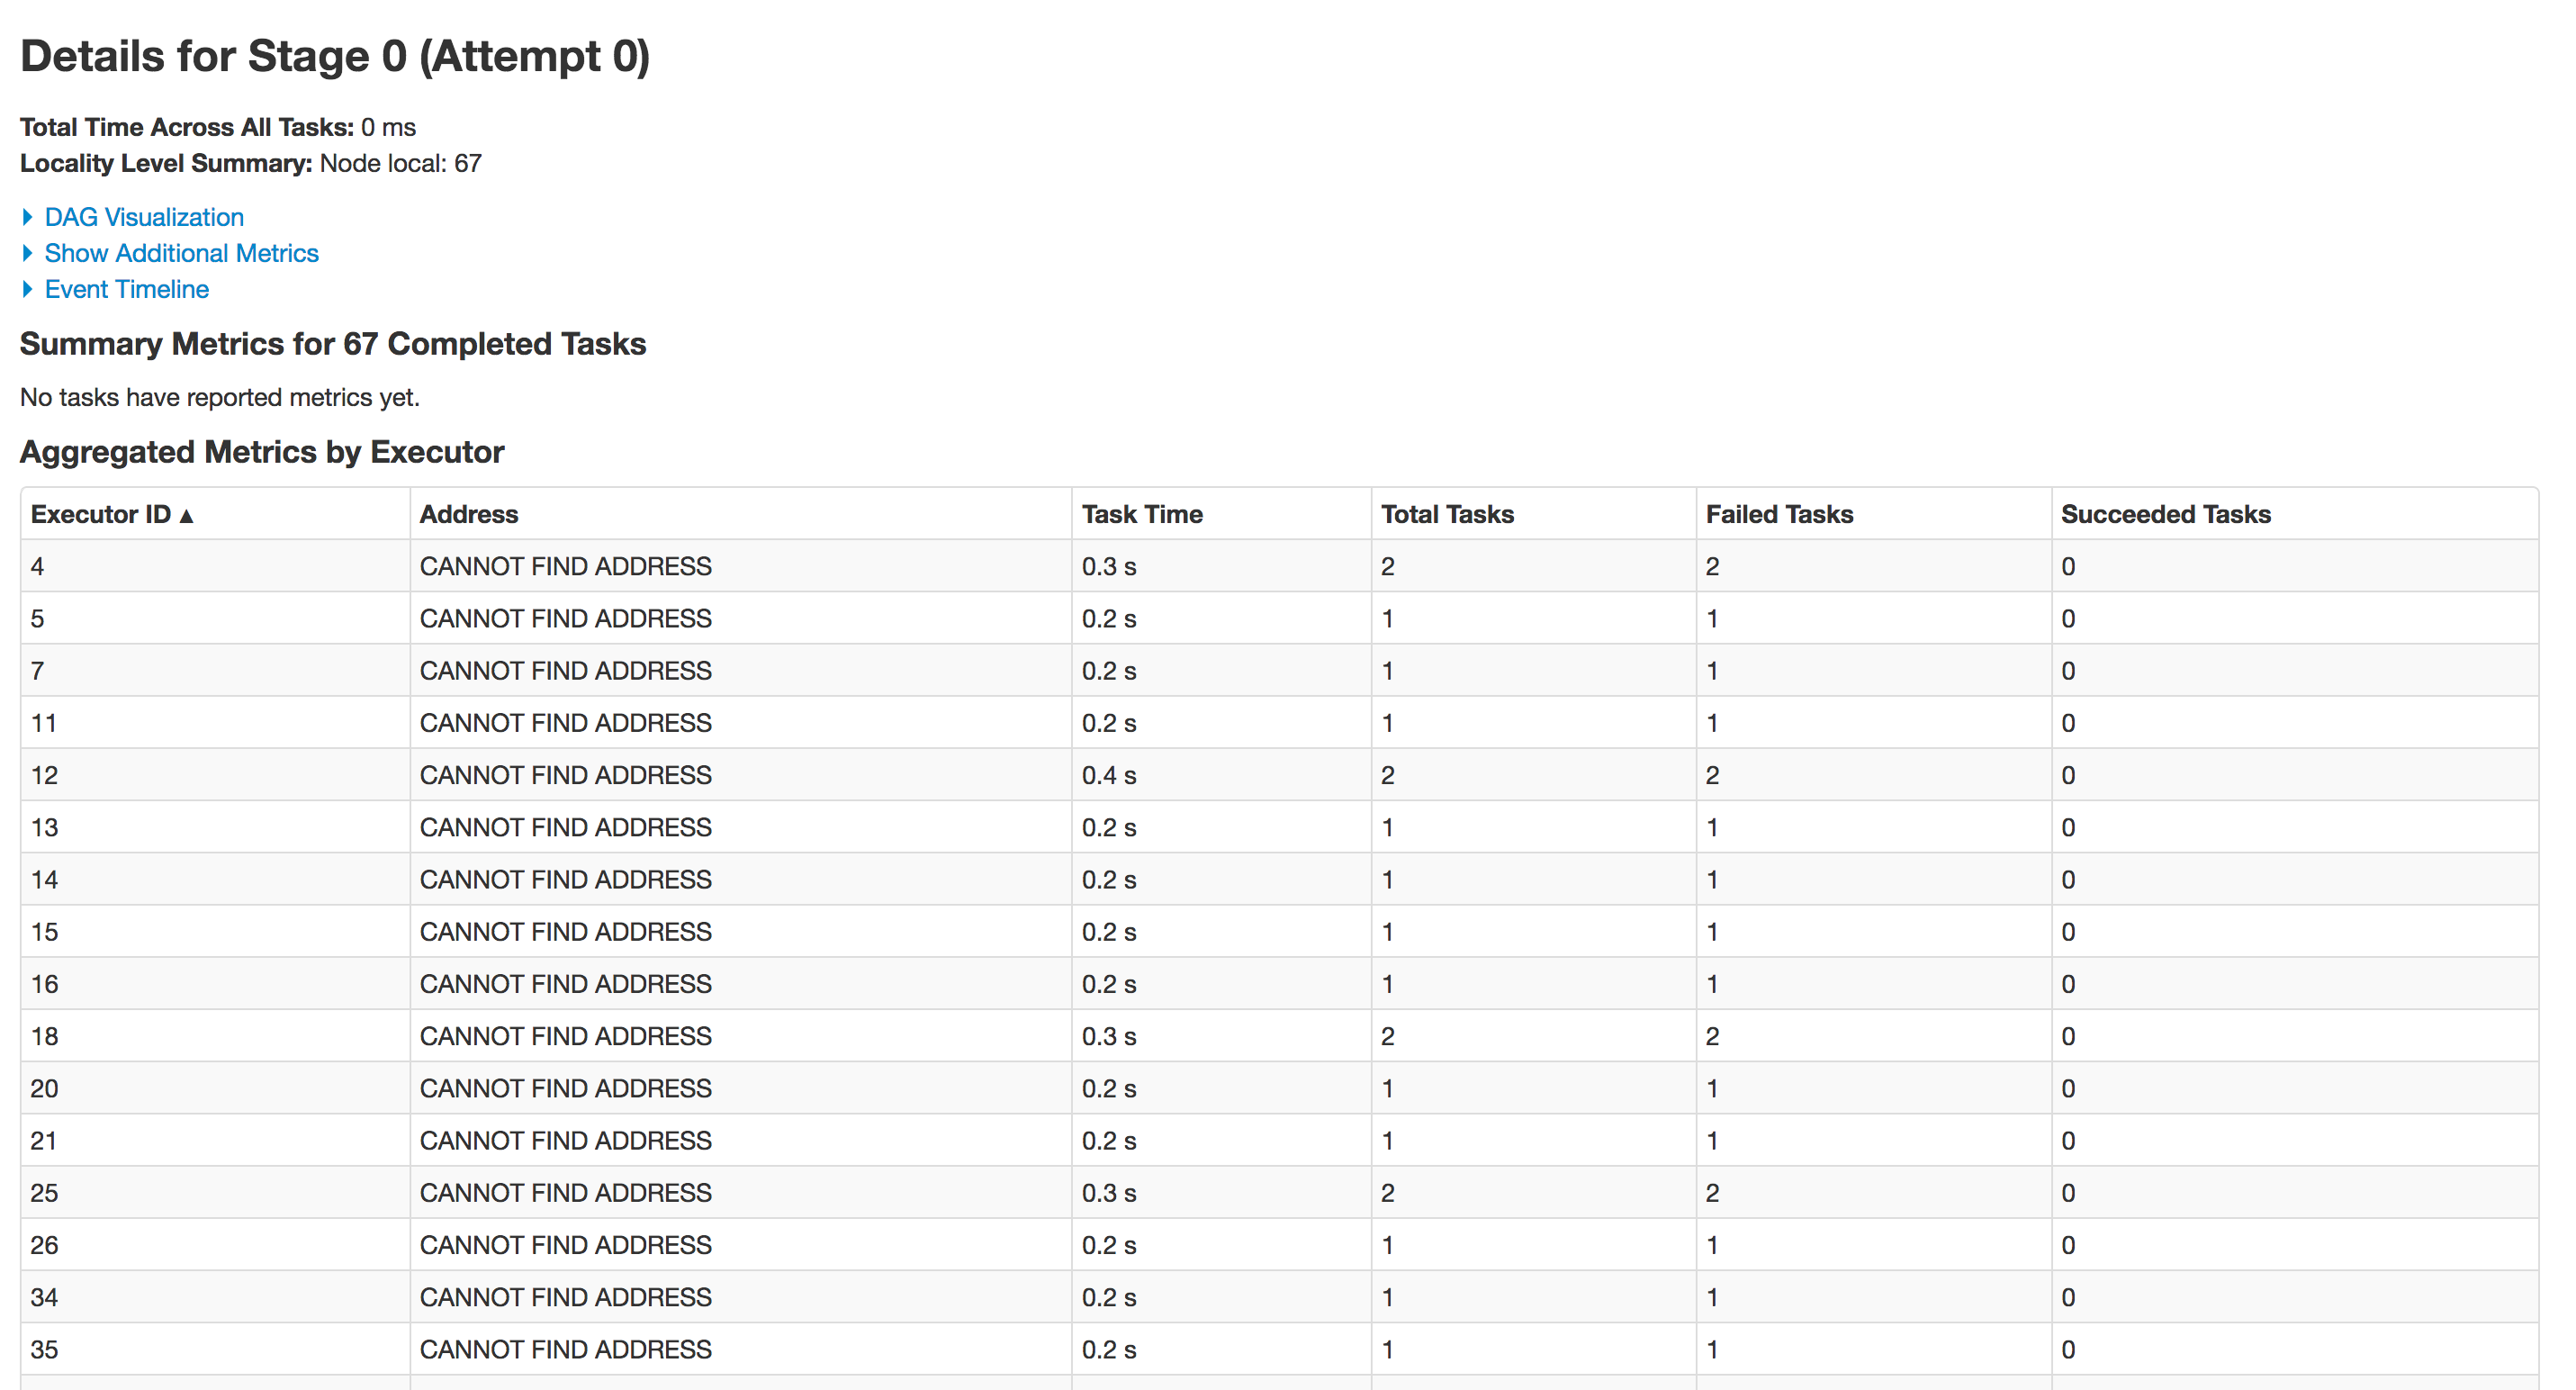 Details for Stage 0 (Attempt 0)
Total Time Across All Tasks: 0 ms
Locality Level Summary: Node local: 67
DAG Visualization
Show Additional Metrics
Event Timeline
Summary Metrics for 67 Completed Tasks
No tasks have reported metrics yet.
Aggregated Metrics by Executor
Executor ID ▲ Address Task Time Total Tasks Failed Tasks Succeeded Tasks
4 CANNOT FIND ADDRESS 0.3 s 2 2 0
5 CANNOT FIND ADDRESS 0.2 s 1 1 0
7 CANNOT FIND ADDRESS 0.2 s 1 1 0
11 CANNOT FIND ADDRESS 0.2 s 1 1 0
12 CANNOT FIND ADDRESS 0.4 s 2 2 0
13 CANNOT FIND ADDRESS 0.2 s 1 1 0
14 CANNOT FIND ADDRESS 0.2 s 1 1 0
15 CANNOT FIND ADDRESS 0.2 s 1 1 0
16 CANNOT FIND ADDRESS 0.2 s 1 1 0
18 CANNOT FIND ADDRESS 0.3 s 2 2 0
20 CANNOT FIND ADDRESS 0.2 s 1 1 0
21 CANNOT FIND ADDRESS 0.2 s 1 1 0
25 CANNOT FIND ADDRESS 0.3 s 2 2 0
26 CANNOT FIND ADDRESS 0.2 s 1 1 0
34 CANNOT FIND ADDRESS 0.2 s 1 1 0
35 CANNOT FIND ADDRESS 0.2 s 1 1 0